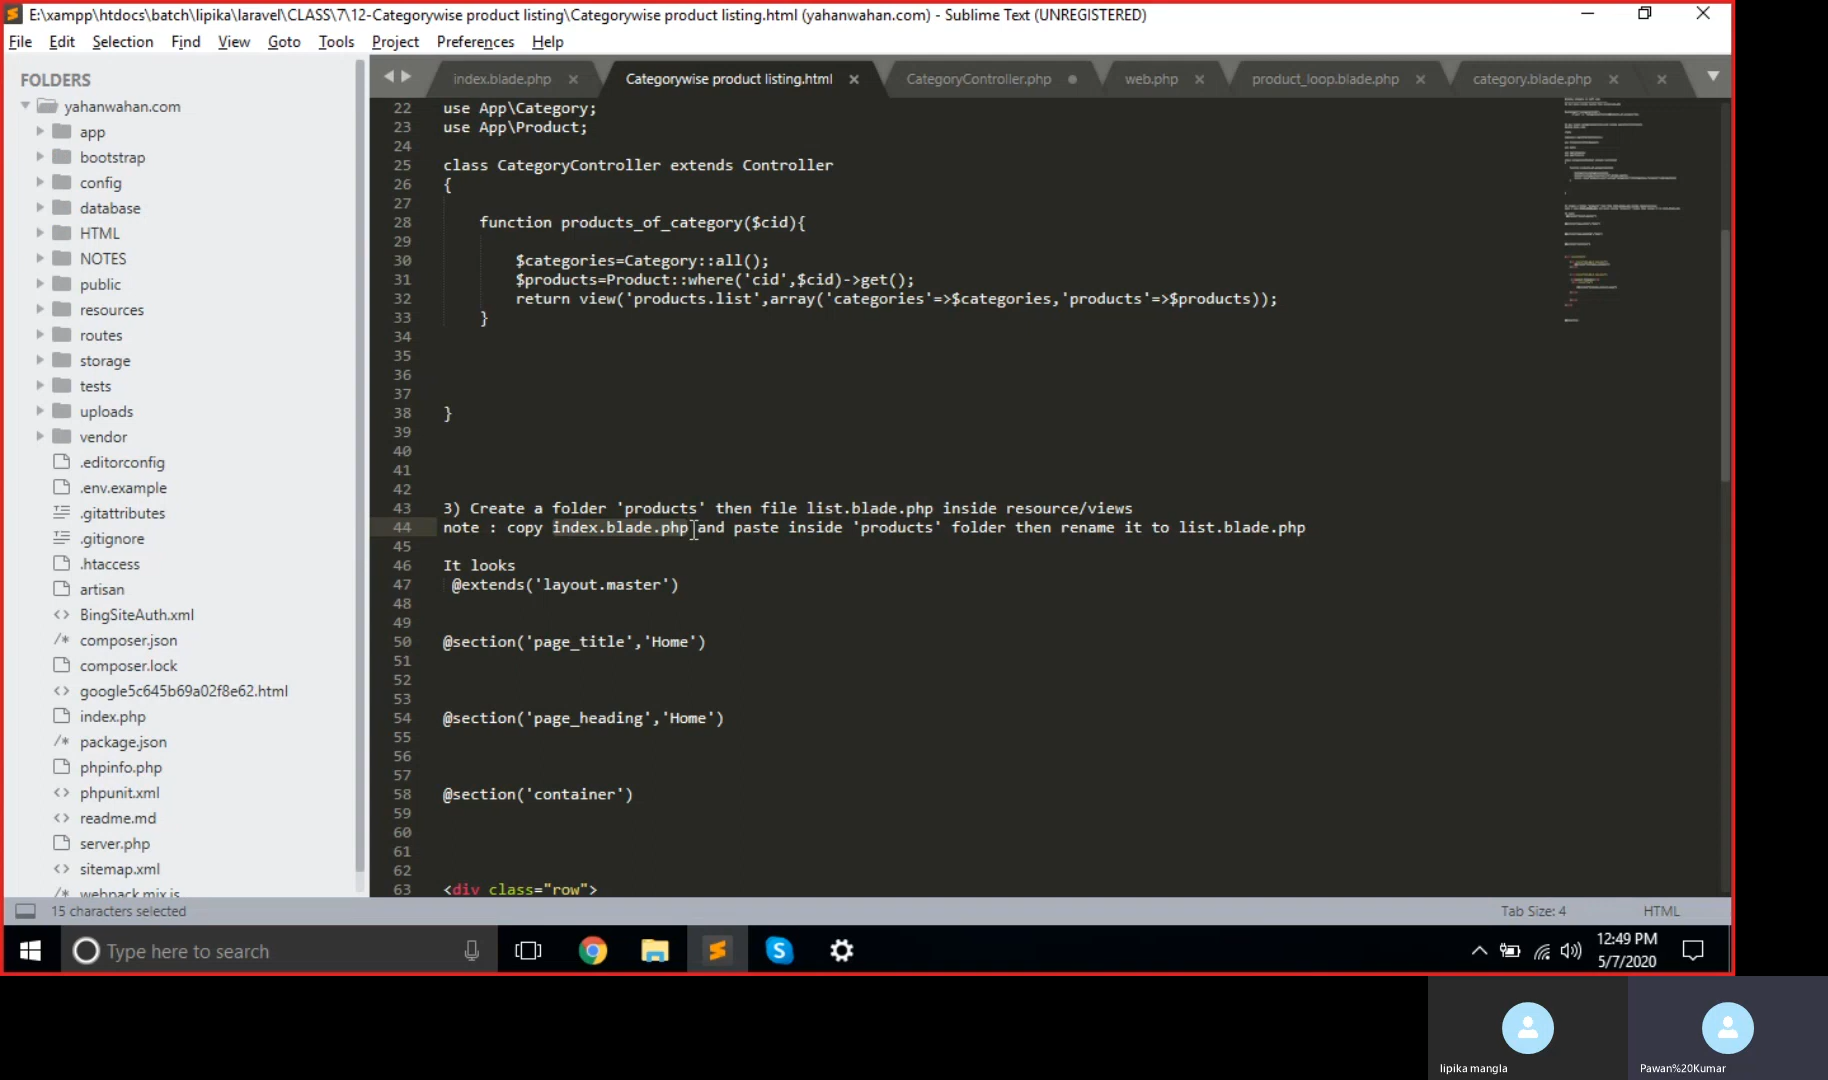 E:\xampp\htdocs\batch\lipika\laravel\CLASS\7\12-Categorywise product listing\Categorywise product listing.html (yahanwahan.com) - Sublime Text (UNREGISTERED)
File Edit Selection Find View Goto Tools Project Preferences Help
FOLDERS
yahanwahan.com
app
bootstrap
config
database
HTML
NOTES
public
resources
routes
storage
tests
uploads
vendor
.editorconfig
.env.example
.gitattributes
.gitignore
.htaccess
artisan
BingSiteAuth.xml
composer.json
composer.lock
google5c645b69a02f8e62.html
index.php
package.json
phpinfo.php
phpunit.xml
readme.md
server.php
sitemap.xml
webpack.mix.js
index.blade.php Categorywise product listing.html CategoryController.php web.php product_loop.blade.php category.blade.php
22 use App\Category;
23 use App\Product;
24
25 class CategoryController extends Controller
26 {
27
28 function products_of_category($cid){
29
30 $categories=Category::all();
31 $products=Product::where('cid',$cid)->get();
32 return view('products.list',array('categories'=>$categories,'products'=>$products));
33 }
34
35
36
37
38 }
39
40
41
42
43 3) Create a folder 'products' then file list.blade.php inside resource/views
44 note : copy index.blade.php and paste inside 'products' folder then rename it to list.blade.php
45
46 It looks
47 @extends('layout.master')
48
49
50 @section('page_title','Home')
51
52
53
54 @section('page_heading','Home')
55
56
57
58 @section('container')
59
60
61
62
63 <div class="row">
15 characters selected
Tab Size: 4 HTML
Type here to search
12:49 PM
5/7/2020
lipika mangla
Pawan%20Kumar